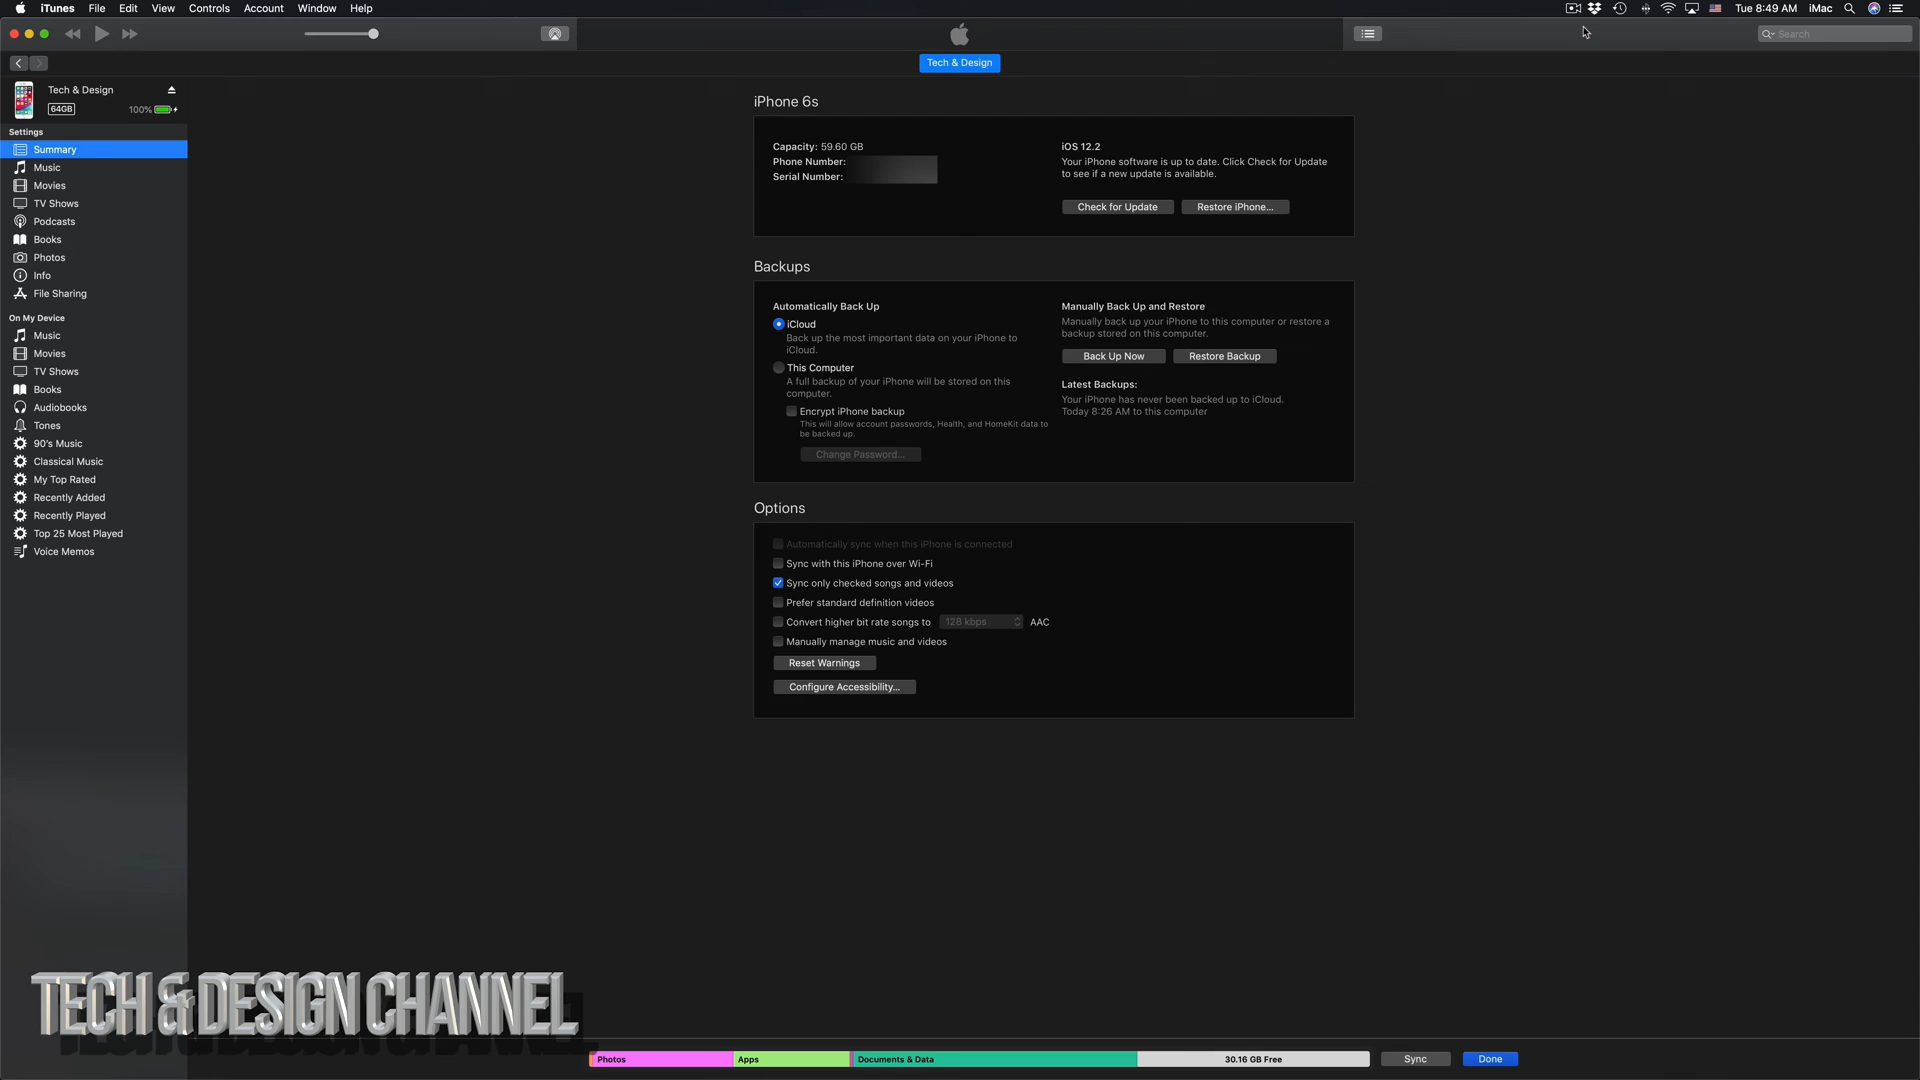 iTunes File Edit View Controls Account Window Help
Tue 8:49 AM iMac
Search
Tech & Design
Tech & Design
64GB
100%
Settings
Summary
Music
Movies
TV Shows
Podcasts
Books
Photos
Info
File Sharing
On My Device
Music
Movies
TV Shows
Books
Audiobooks
Tones
90's Music
Classical Music
My Top Rated
Recently Added
Recently Played
Top 25 Most Played
Voice Memos
iPhone 6s
Capacity: 59.60 GB
Phone Number:
Serial Number:
iOS 12.2
Your iPhone software is up to date. Click Check for Update
to see if a new update is available.
Check for Update Restore iPhone...
Backups
Automatically Back Up
iCloud
Back up the most important data on your iPhone to
iCloud.
This Computer
A full backup of your iPhone will be stored on this
computer.
Encrypt iPhone backup
This will allow account passwords, Health, and HomeKit data to
be backed up.
Change Password...
Manually Back Up and Restore
Manually back up your iPhone to this computer or restore a
backup stored on this computer.
Back Up Now Restore Backup
Latest Backups:
Your iPhone has never been backed up to iCloud.
Today 8:26 AM to this computer
Options
Automatically sync when this iPhone is connected
Sync with this iPhone over Wi-Fi
Sync only checked songs and videos
Prefer standard definition videos
Convert higher bit rate songs to 128 kbps AAC
Manually manage music and videos
Reset Warnings
Configure Accessibility...
TECH & DESIGN CHANNEL
Photos Apps Documents & Data 30.16 GB Free Sync Done